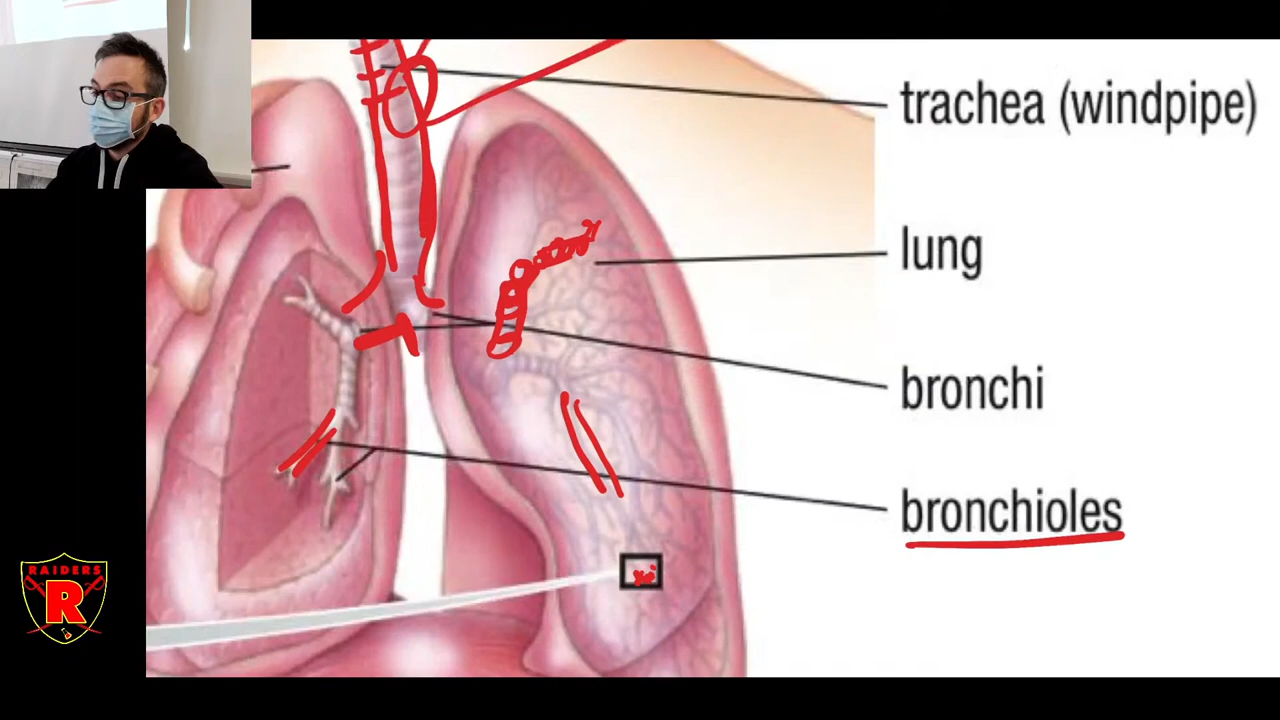 trachea (windpipe)
lung
bronchi
bronchioles
RAIDERS
R